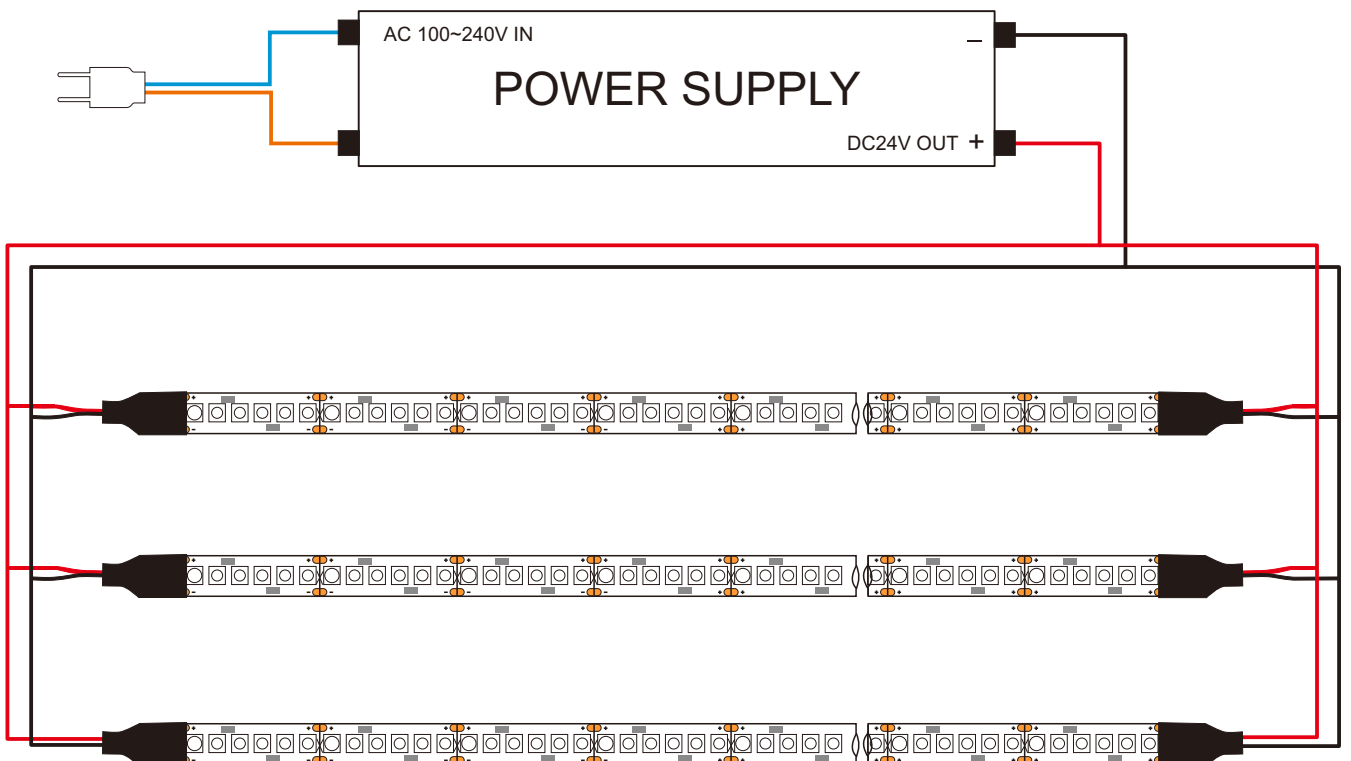 AC 100~240V IN
–
POWER SUPPLY
DC24V OUT +